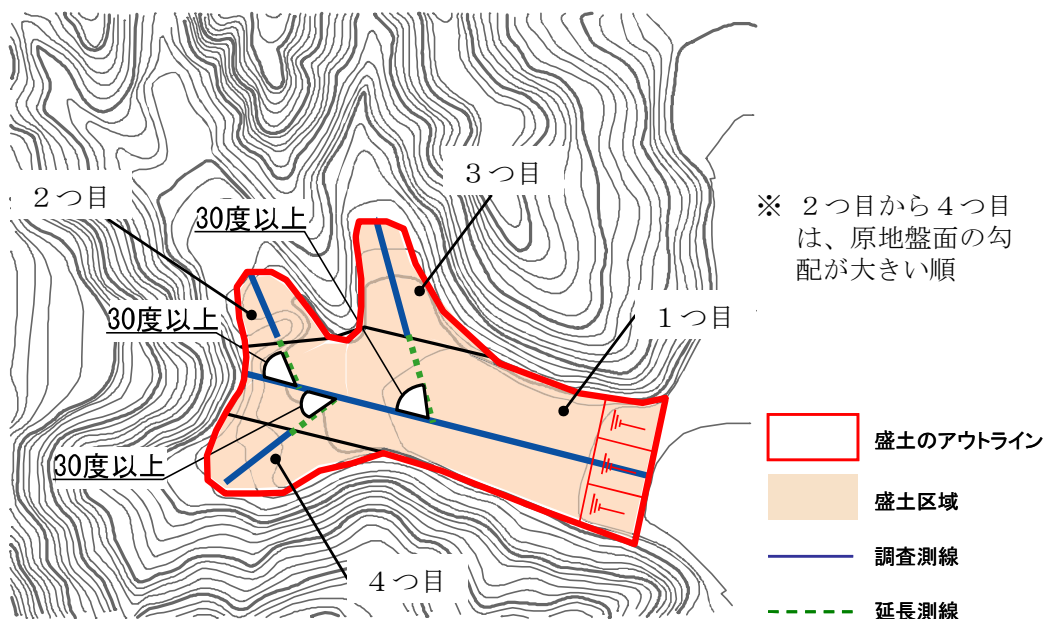 ３つ目
２つ目
30度以上
※ ２つ目から４つ目
は、原地盤面の勾
配が大きい順
30度以上
１つ目
30度以上
４つ目
盛土のアウトライン
盛土区域
調査測線
延長測線